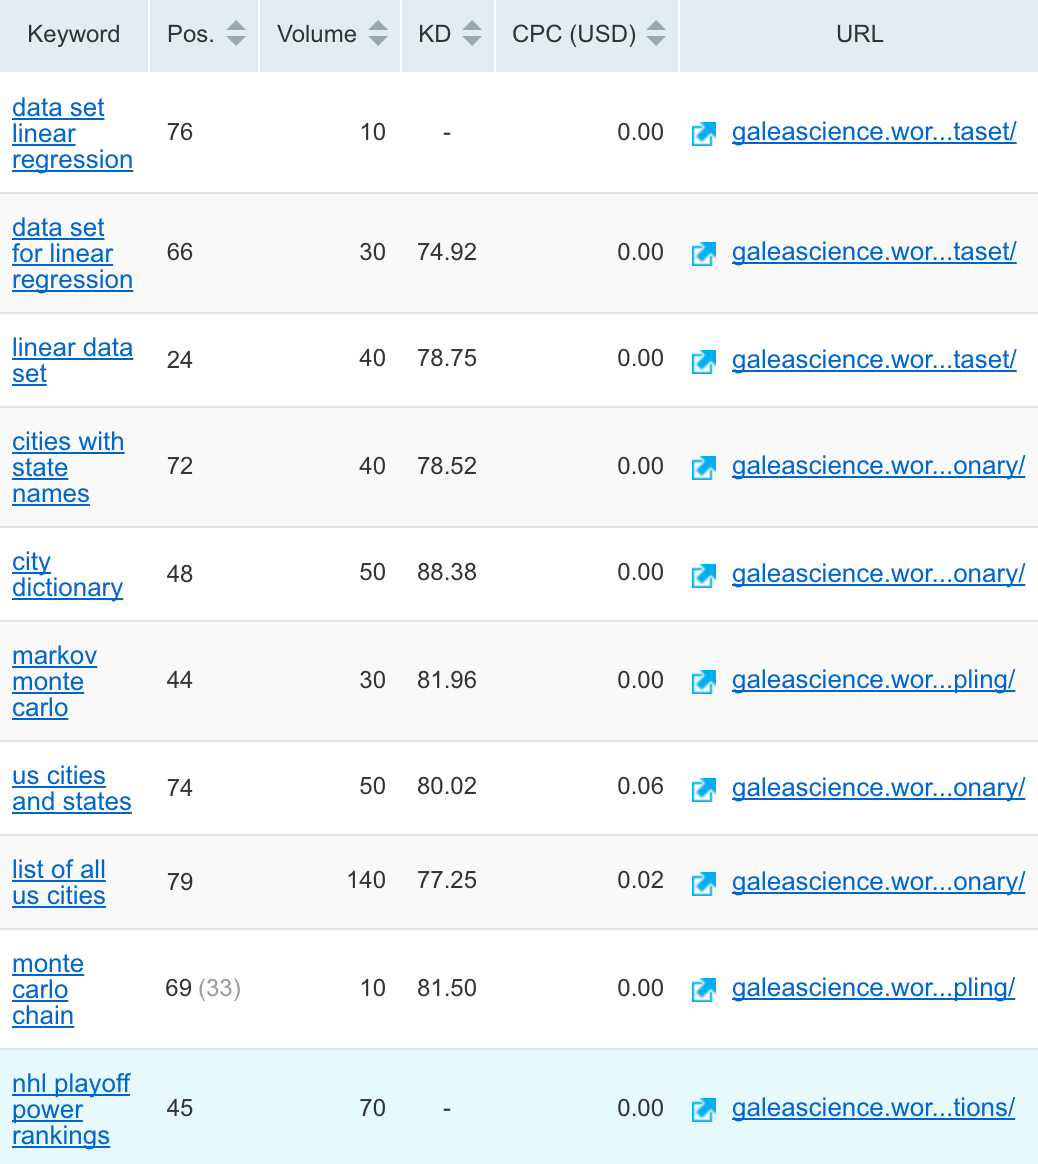 Keyword Pos. Volume KD CPC (USD) URL
data set
linear
regression
76 10 - 0.00 galeascience.wor...taset/
data set
for linear
regression
66 30 74.92 0.00 galeascience.wor...taset/
linear data
set
24 40 78.75 0.00 galeascience.wor...taset/
cities with
state
names
72 40 78.52 0.00 galeascience.wor...onary/
city
dictionary
48 50 88.38 0.00 galeascience.wor...onary/
markov
monte
carlo
44 30 81.96 0.00 galeascience.wor...pling/
us cities
and states
74 50 80.02 0.06 galeascience.wor...onary/
list of all
us cities
79 140 77.25 0.02 galeascience.wor...onary/
monte
carlo
chain
69 (33) 10 81.50 0.00 galeascience.wor...pling/
nhl playoff
power
rankings
45 70 - 0.00 galeascience.wor...tions/